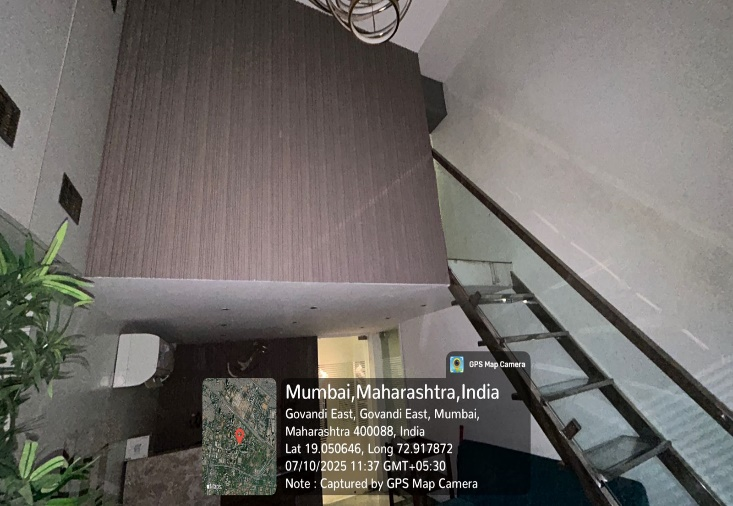 GPS Map Camera
Mumbai,Maharashtra,India
Govandi East, Govandi East, Mumbai,
Maharashtra 400088, India
Lat 19.050646, Long 72.917872
07/10/2025 11:37 GMT+05:30
Note : Captured by GPS Map Camera